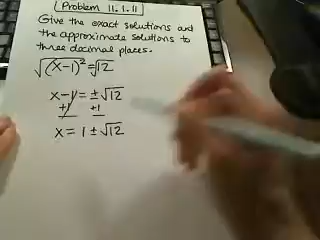 Problem 11.1.11
Give the exact solutions and
the approximate solutions to
three decimal places.
√(x-1)² = √12
x - 1 = ± √12
+1 +1
x = 1 ± √12